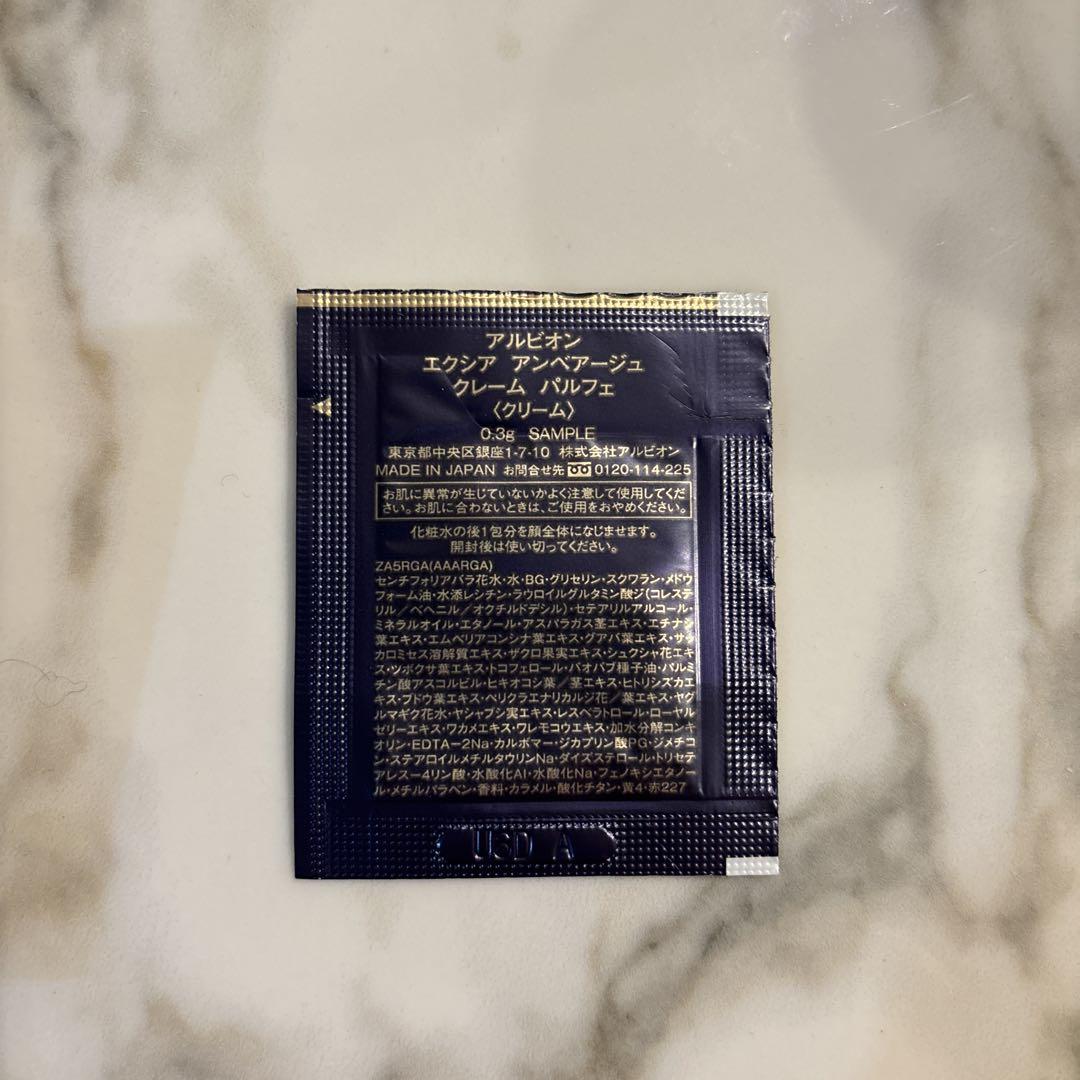 アルビオン
エクシア アンベアージュ
クレーム パルフェ
〈クリーム〉
0.3g SAMPLE
東京都中央区銀座1-7-10 株式会社アルビオン
MADE IN JAPAN お問合せ先 0120-114-225
お肌に異常が生じていないかよく注意して使用してくだ
さい。お肌に合わないときは、ご使用をおやめください。
化粧水の後1包分を顔全体になじませます。
開封後は使い切ってください。
ZA5RGA(AAARGA)
センチフォリアバラ花水・水・BG・グリセリン・スクワラン・メドウ
フォーム油・水添レシチン・ラウロイルグルタミン酸ジ(コレステ
リル/ベヘニル/オクチルドデシル)・セテアリルアルコール・
ミネラルオイル・エタノール・アスパラガス茎エキス・エチナシ
葉エキス・エムベリアコンシナ葉エキス・グアバ葉エキス・サッ
カロミセス溶解質エキス・ザクロ果実エキス・シュクシャ花エキ
ス・ツボクサ葉エキス・トコフェロール・バオバブ種子油・パルミ
チン酸アスコルビル・ヒキオコシ葉/茎エキス・ヒトリシズカエ
キス・ブドウ葉エキス・ペリクラエナリカルジ花/葉エキス・ヤグ
ルマギク花水・ヤシャブシ実エキス・レスベラトロール・ローヤル
ゼリーエキス・ワカメエキス・ワレモコウエキス・加水分解コンキ
オリン・EDTA-2Na・カルボマー・ジカプリン酸PG・ジメチコ
ン・ステアロイルメチルタウリンNa・ダイズステロール・トリセテ
アレス-4リン酸・水酸化Al・水酸化Na・フェノキシエタノー
ル・メチルパラベン・香料・カラメル・酸化チタン・黄4・赤227
U3D A